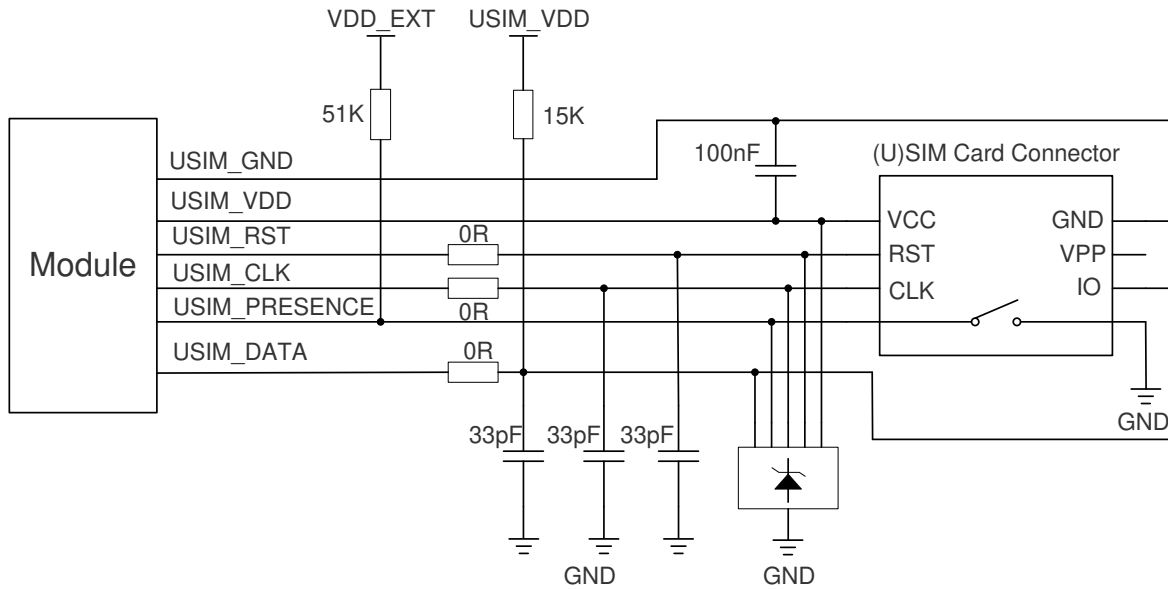 VDD_EXT
USIM_VDD
51K
15K
100nF
(U)SIM Card Connector
Module
USIM_GND
USIM_VDD
USIM_RST
USIM_CLK
USIM_PRESENCE
USIM_DATA
0R
0R
0R
VCC
RST
CLK
GND
VPP
IO
GND
33pF
33pF
33pF
GND
GND